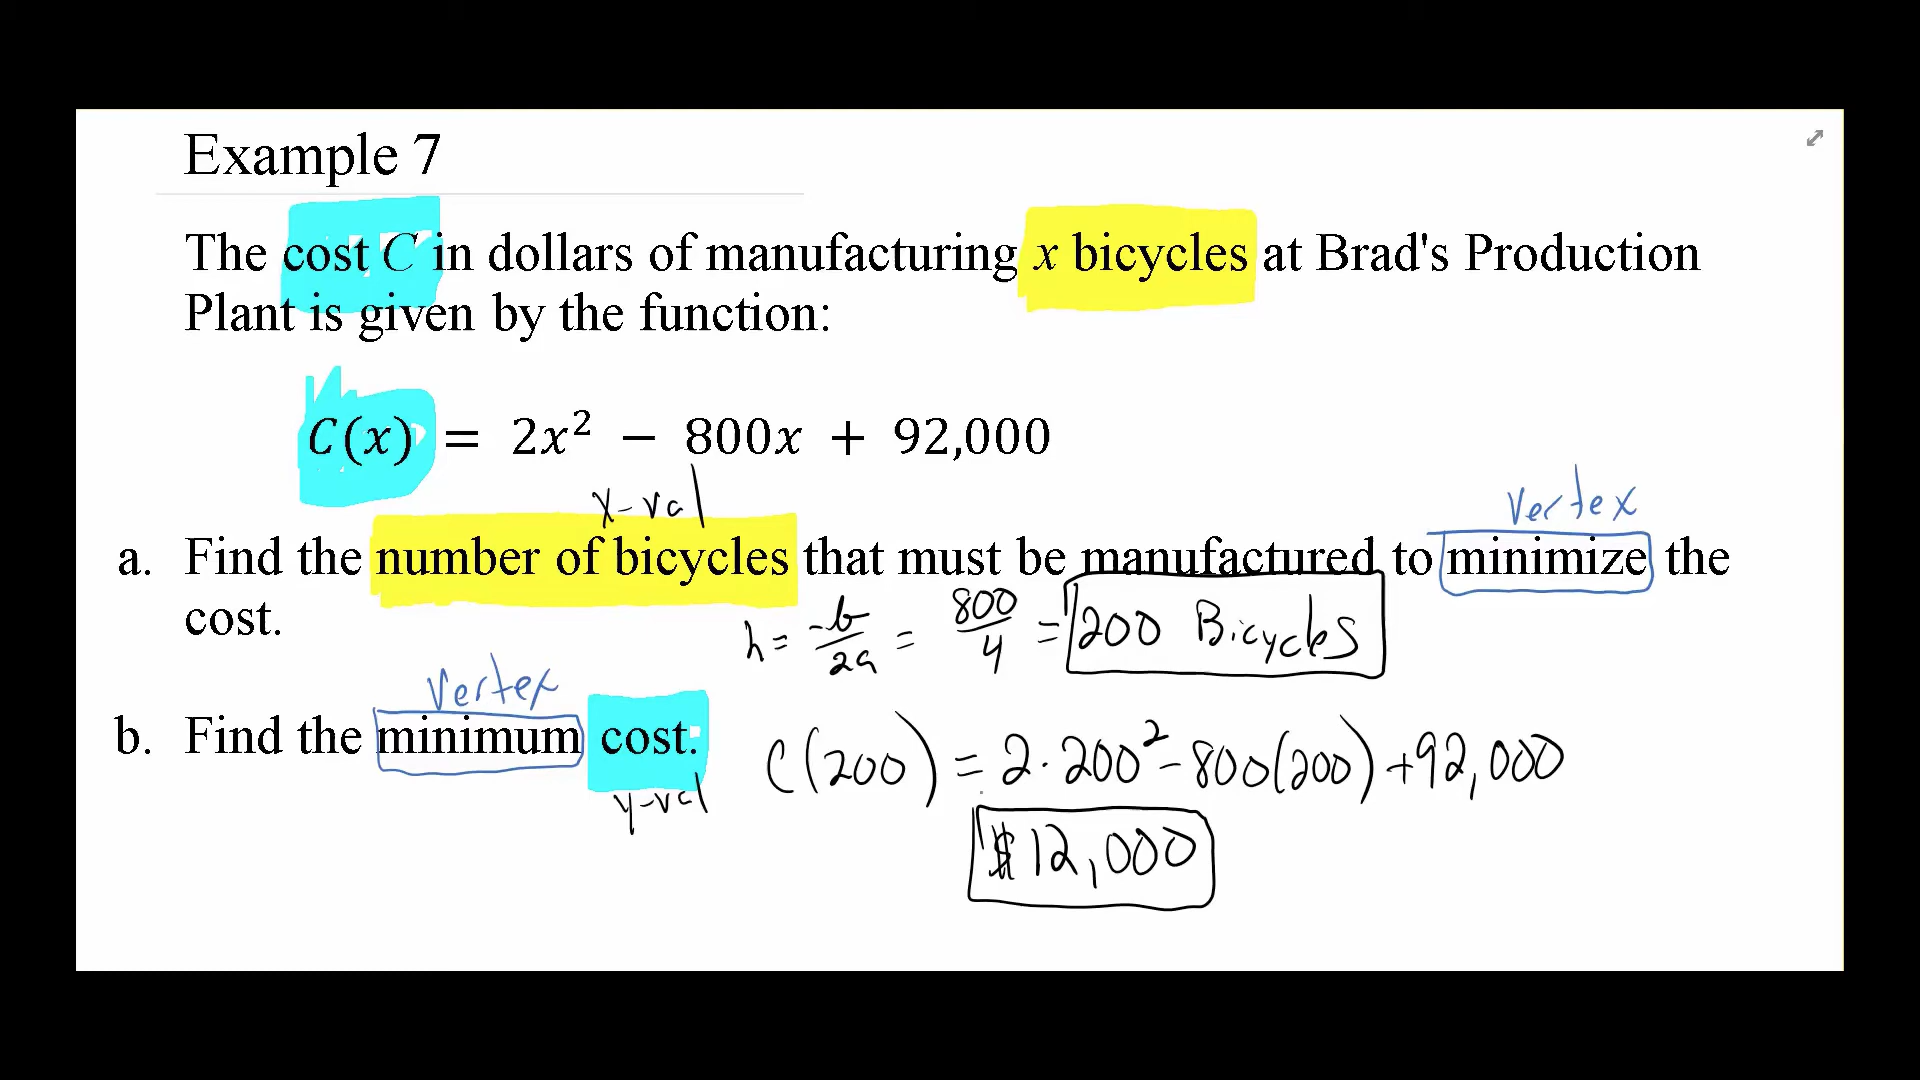 Example 7
The cost C in dollars of manufacturing x bicycles at Brad's Production
Plant is given by the function:
C(x) = 2x² − 800x + 92,000
x-val
vertex
a. Find the number of bicycles that must be manufactured to minimize the
cost.
h = -b/2a = 800/4 = 200 Bicycles
vertex
b. Find the minimum cost.
y-val
C(200) = 2·200² - 800(200) + 92,000
$12,000